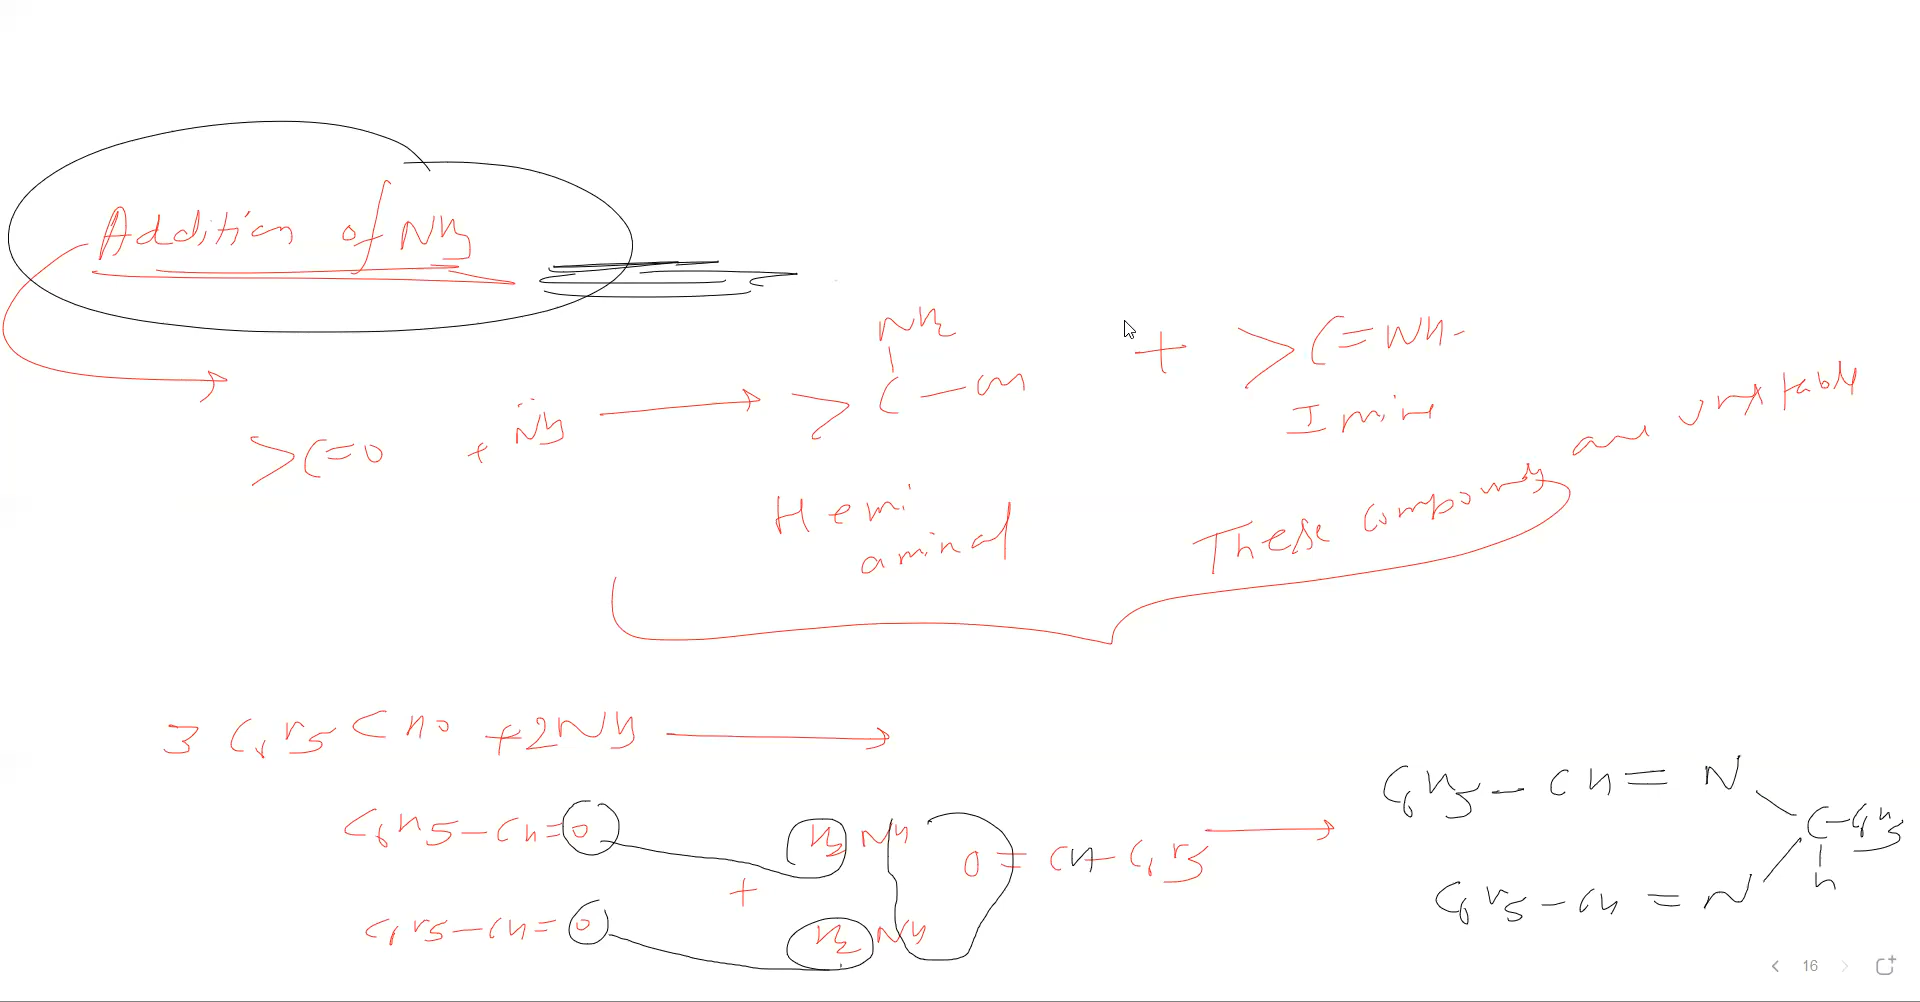 Addition of NH3
>C=O + N̈H3 → >C(NH2)—OH + >C=NH
Hemi aminal
Imine
These compounds are unstable
3 C6H5CHO + 2NH3 →
C6H5—CH=O H2 NH O=CH—C6H5 →
+
C6H5—CH=O H2 NH
C6H5—CH=N
C—C6H5
H
C6H5—CH=N
16